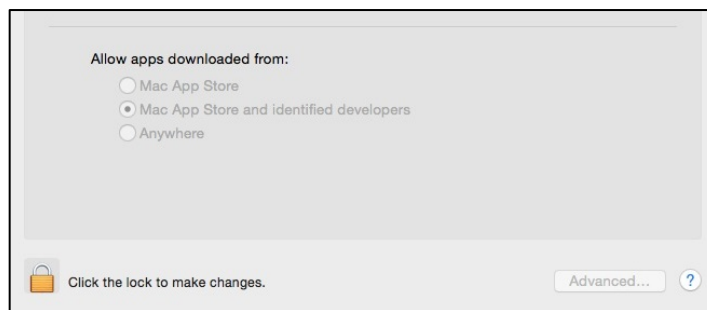 Allow apps downloaded from:
Mac App Store
Mac App Store and identified developers
Anywhere
Click the lock to make changes.
Advanced...
?